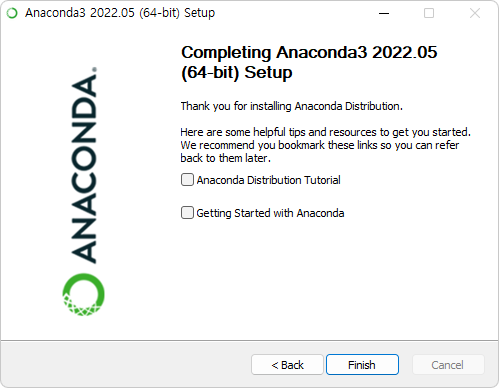 Anaconda3 2022.05 (64-bit) Setup
Completing Anaconda3 2022.05
(64-bit) Setup
Thank you for installing Anaconda Distribution.
Here are some helpful tips and resources to get you started.
We recommend you bookmark these links so you can refer
back to them later.
Anaconda Distribution Tutorial
Getting Started with Anaconda
ANACONDA.
< Back
Finish
Cancel